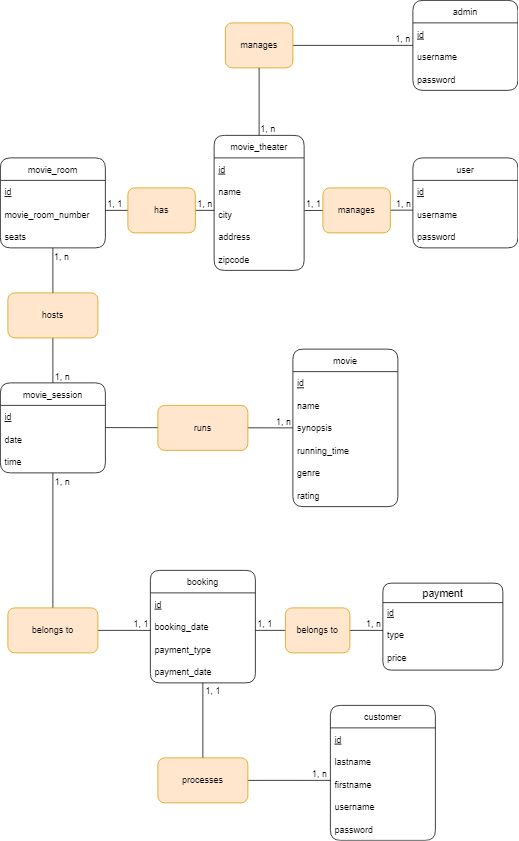 admin
id
username
password
manages
1, n
1, n
movie_theater
id
name
city
address
zipcode
movie_room
id
movie_room_number
seats
1, 1
has
1, n
1, 1
manages
1, n
user
id
username
password
1, n
hosts
1, n
movie_session
id
date
time
runs
1, n
movie
id
name
synopsis
running_time
genre
rating
1, n
belongs to
1, 1
booking
id
booking_date
payment_type
payment_date
1, 1
belongs to
1, n
payment
id
type
price
1, 1
processes
1, n
customer
id
lastname
firstname
username
password